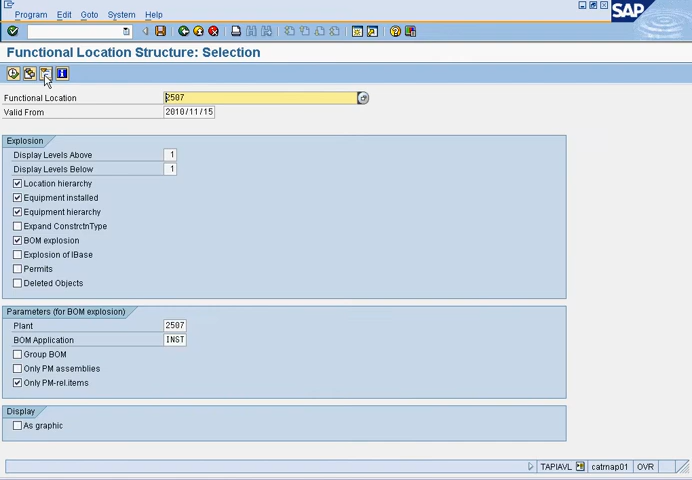 Program Edit Goto System Help
SAP
Functional Location Structure: Selection
Functional Location 2507
Valid From 2010/11/15
Explosion
Display Levels Above 1
Display Levels Below 1
Location hierarchy
Equipment installed
Equipment hierarchy
Expand ConstrctnType
BOM explosion
Explosion of IBase
Permits
Deleted Objects
Parameters (for BOM explosion)
Plant 2507
BOM Application INST
Group BOM
Only PM assemblies
Only PM-rel.items
Display
As graphic
TAPIAVL catmap01 OVR